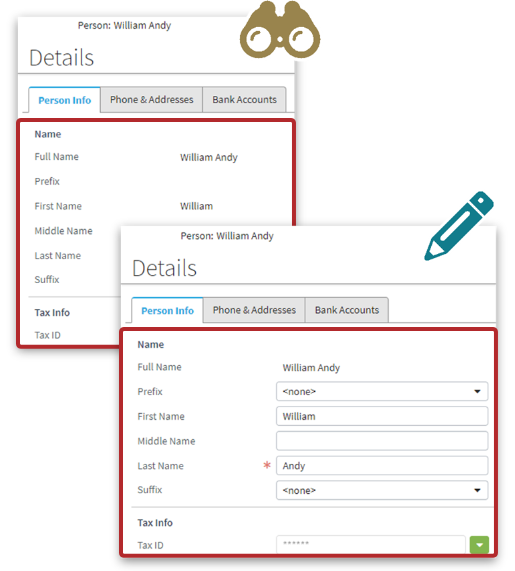 Person: William Andy
Details
Person Info Phone & Addresses Bank Accounts
Name
Full Name William Andy
Prefix
First Name William
Middle Name
Last Name
Suffix
Tax Info
Tax ID
Person: William Andy
Details
Person Info Phone & Addresses Bank Accounts
Name
Full Name William Andy
Prefix <none>
First Name William
Middle Name
Last Name * Andy
Suffix <none>
Tax Info
Tax ID ******